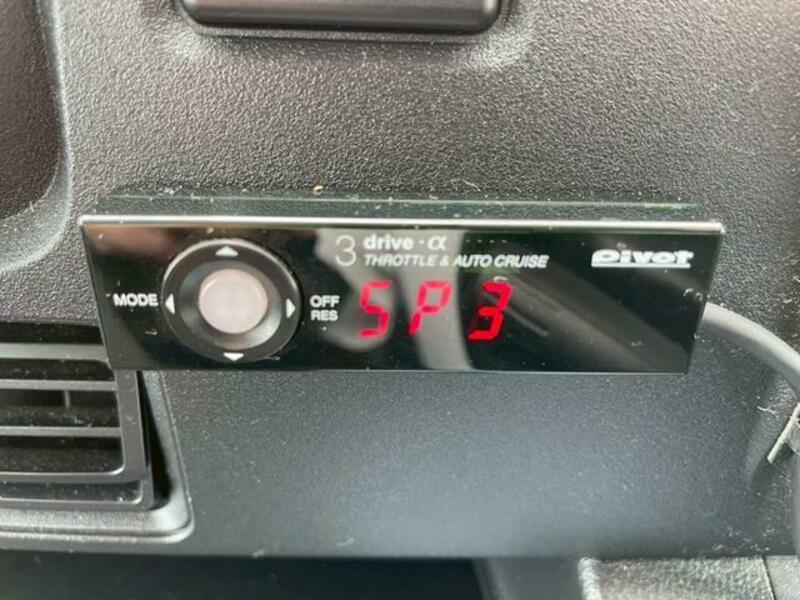 3 drive・α
THROTTLE & AUTO CRUISE
Pivot
MODE
OFF
RES
SP3